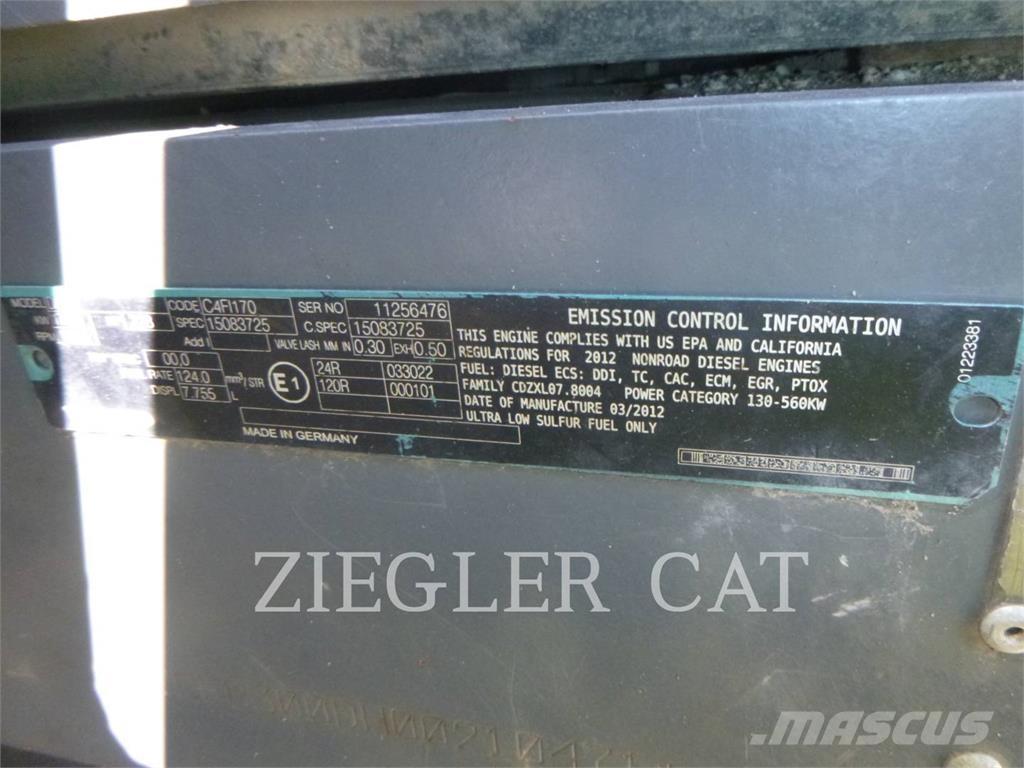 MODEL CODE C4FI170 SER NO 11256476
KW SPEC 15083725 C.SPEC 15083725
RPM Add I VALVE LASH MM IN 0.30 EXH 0.50
00.0 24R 033022
RATE 124.0 mm³/STR E1 120R 000101
DISPL 7.755 L
MADE IN GERMANY
EMISSION CONTROL INFORMATION
THIS ENGINE COMPLIES WITH US EPA AND CALIFORNIA
REGULATIONS FOR 2012 NONROAD DIESEL ENGINES
FUEL: DIESEL ECS: DDI, TC, CAC, ECM, EGR, PTOX
FAMILY CDZXL07.8004 POWER CATEGORY 130-560KW
DATE OF MANUFACTURE 03/2012
ULTRA LOW SULFUR FUEL ONLY
01223381
ZIEGLER CAT
MASCUS